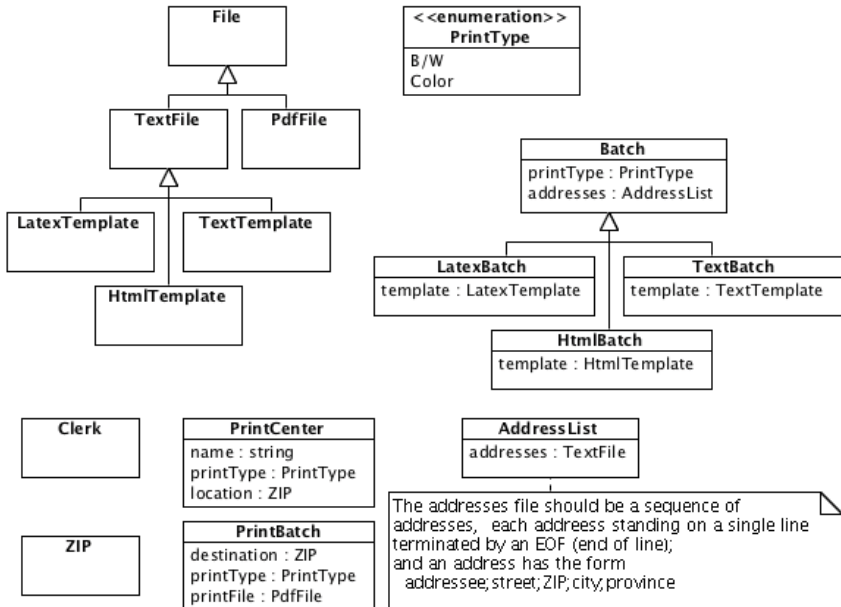 File
<<enumeration>>
PrintType
B/W
Color
TextFile
PdfFile
LatexTemplate
TextTemplate
HtmlTemplate
Batch
printType : PrintType
addresses : AddressList
LatexBatch
template : LatexTemplate
TextBatch
template : TextTemplate
HtmlBatch
template : HtmlTemplate
Clerk
PrintCenter
name : string
printType : PrintType
location : ZIP
AddressList
addresses : TextFile
ZIP
PrintBatch
destination : ZIP
printType : PrintType
printFile : PdfFile
The addresses file should be a sequence of
addresses, each addreess standing on a single line
terminated by an EOF (end of line);
and an address has the form
addressee;street;ZIP;city;province